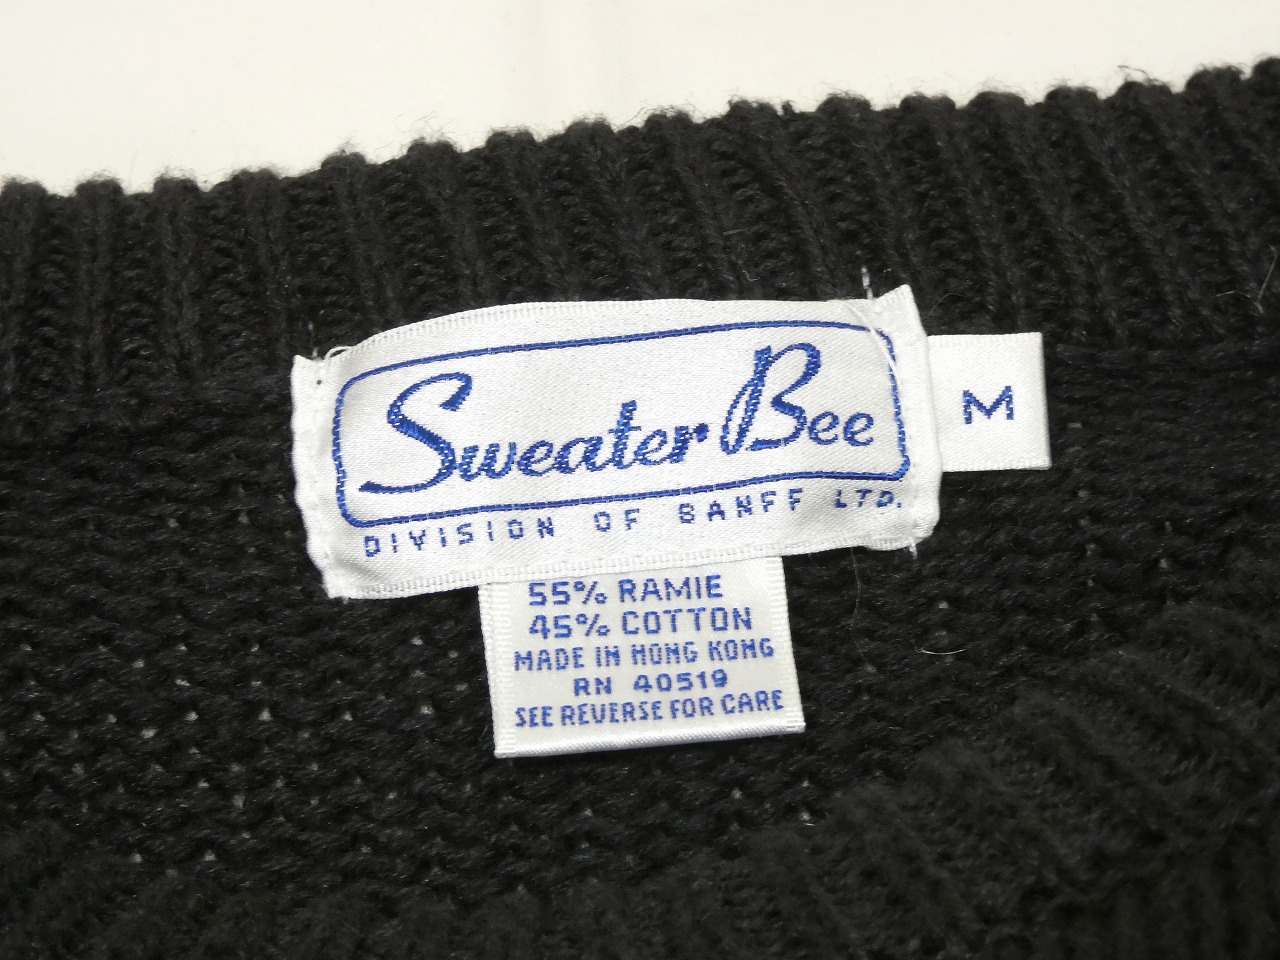 Sweater Bee
DIVISION OF BANFF LTD.
M
55% RAMIE
45% COTTON
MADE IN HONG KONG
RN 40519
SEE REVERSE FOR CARE